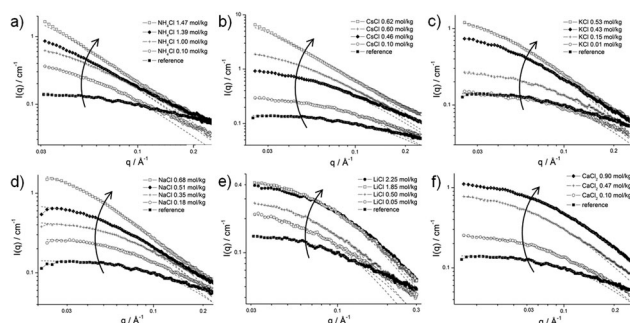 a)
NH₄Cl 1.47 mol/kg
NH₄Cl 1.39 mol/kg
NH₄Cl 1.00 mol/kg
NH₄Cl 0.10 mol/kg
reference
I(q) / cm⁻¹
1
0.1
0.03
0.1
0.2
q / Å⁻¹
b)
CsCl 0.62 mol/kg
CsCl 0.60 mol/kg
CsCl 0.46 mol/kg
CsCl 0.10 mol/kg
reference
I(q) / cm⁻¹
10
1
0.1
0.03
0.1
q / Å⁻¹
c)
KCl 0.53 mol/kg
KCl 0.43 mol/kg
KCl 0.15 mol/kg
KCl 0.01 mol/kg
reference
I(q) / cm⁻¹
1
0.1
0.03
0.1
0.2
q / Å⁻¹
d)
NaCl 0.68 mol/kg
NaCl 0.51 mol/kg
NaCl 0.35 mol/kg
NaCl 0.18 mol/kg
reference
I(q) / cm⁻¹
1
0.1
0.03
0.1
0.2
q / Å⁻¹
e)
LiCl 2.25 mol/kg
LiCl 1.85 mol/kg
LiCl 0.50 mol/kg
LiCl 0.05 mol/kg
reference
I(q) / cm⁻¹
0.4
0.1
0.03
0.1
0.3
q / Å⁻¹
f)
CaCl₂ 0.90 mol/kg
CaCl₂ 0.47 mol/kg
CaCl₂ 0.10 mol/kg
reference
I(q) / cm⁻¹
1
0.1
0.03
0.1
0.2
q / Å⁻¹